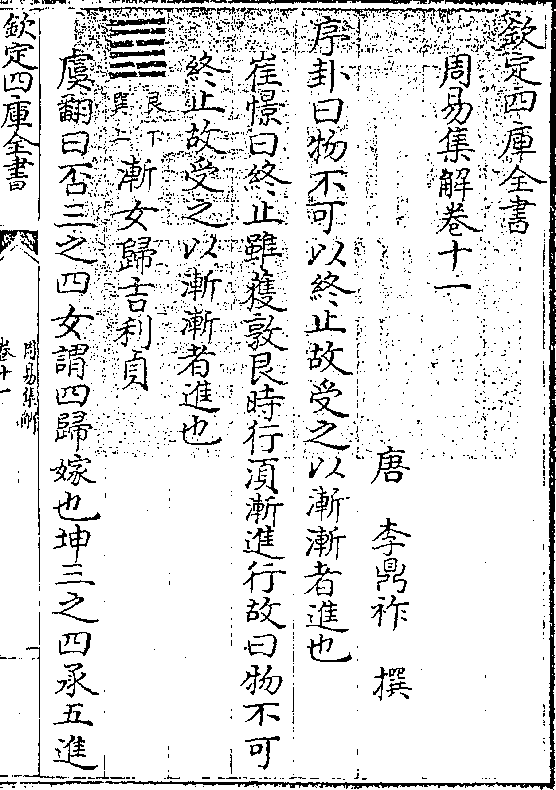 欽定四庫全書
周易集解卷十一
唐 李鼎祚 撰
序卦曰物不可以終止故受之以漸漸者進也
崔憬曰終止雖獲敦艮時行須漸進行故曰物不可
終止故受之以漸漸者進也
艮下
巽上
漸女歸吉利貞
虞翻曰否三之四女謂四歸嫁也坤三之四承五進
欽定四庫全書
周易集解
卷十一
一